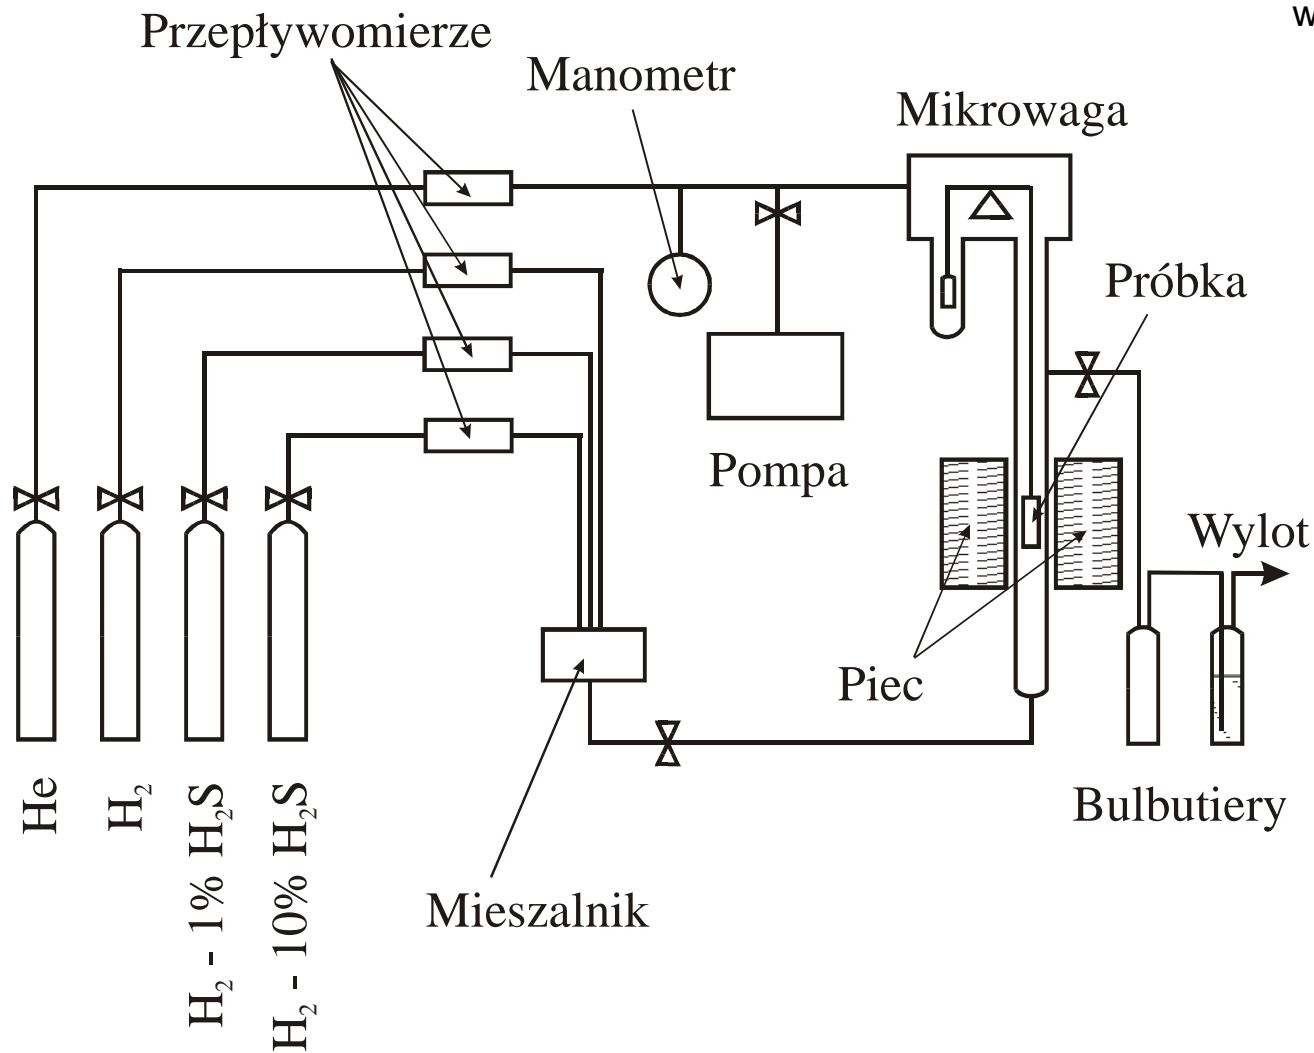 w
Przepływomierze
Manometr
Mikrowaga
Próbka
Pompa
Wylot
Piec
Bulbutiery
Mieszalnik
He
H₂
H₂ - 1% H₂S
H₂ - 10% H₂S